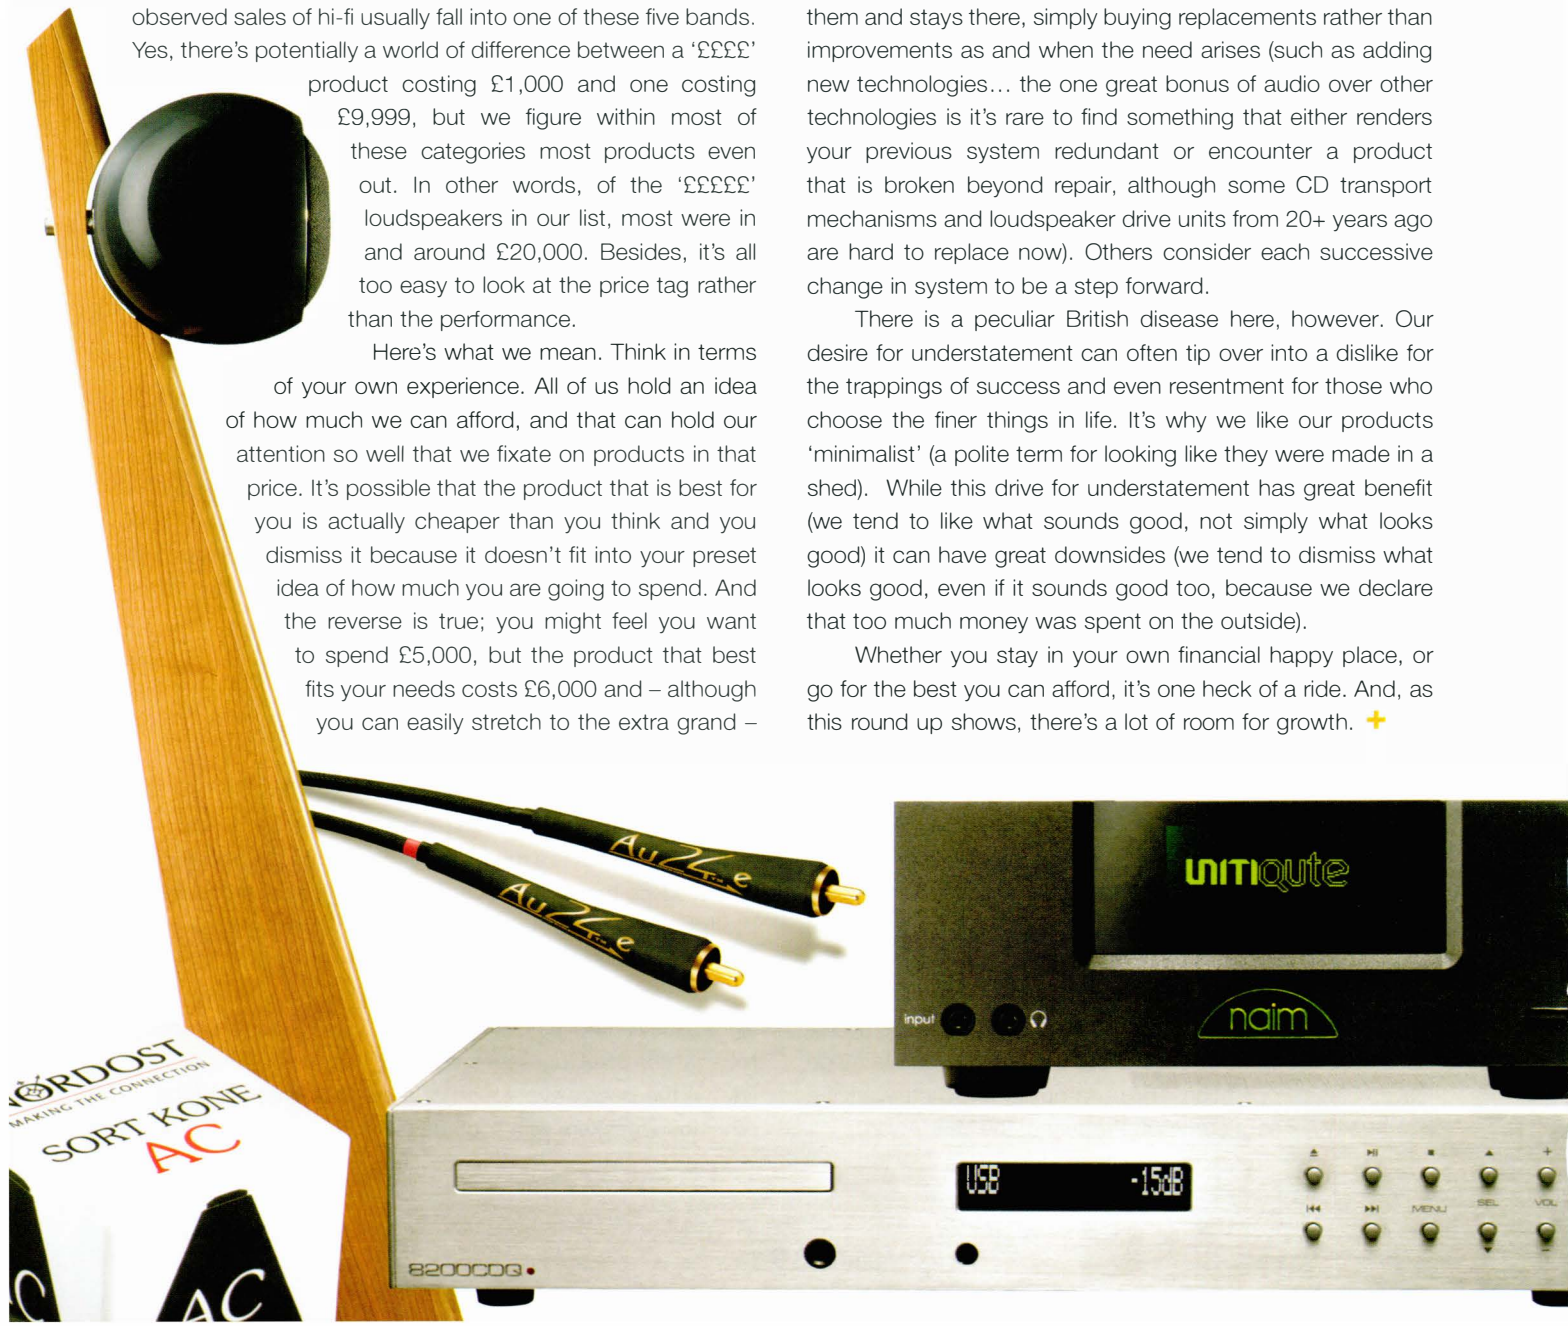 observed sales of hi-fi usually fall into one of these five bands.
Yes, there’s potentially a world of difference between a ‘££££’
product costing £1,000 and one costing
£9,999, but we figure within most of
these categories most products even
out. In other words, of the ‘£££££’
loudspeakers in our list, most were in
and around £20,000. Besides, it’s all
too easy to look at the price tag rather
than the performance.
Here’s what we mean. Think in terms
of your own experience. All of us hold an idea
of how much we can afford, and that can hold our
attention so well that we fixate on products in that
price. It’s possible that the product that is best for
you is actually cheaper than you think and you
dismiss it because it doesn’t fit into your preset
idea of how much you are going to spend. And
the reverse is true; you might feel you want
to spend £5,000, but the product that best
fits your needs costs £6,000 and – although
you can easily stretch to the extra grand –
them and stays there, simply buying replacements rather than
improvements as and when the need arises (such as adding
new technologies… the one great bonus of audio over other
technologies is it’s rare to find something that either renders
your previous system redundant or encounter a product
that is broken beyond repair, although some CD transport
mechanisms and loudspeaker drive units from 20+ years ago
are hard to replace now). Others consider each successive
change in system to be a step forward.
There is a peculiar British disease here, however. Our
desire for understatement can often tip over into a dislike for
the trappings of success and even resentment for those who
choose the finer things in life. It’s why we like our products
‘minimalist’ (a polite term for looking like they were made in a
shed). While this drive for understatement has great benefit
(we tend to like what sounds good, not simply what looks
good) it can have great downsides (we tend to dismiss what
looks good, even if it sounds good too, because we declare
that too much money was spent on the outside).
Whether you stay in your own financial happy place, or
go for the best you can afford, it’s one heck of a ride. And, as
this round up shows, there’s a lot of room for growth. +
Au24 e
Au24 e
UNITIQute
input
naim
NORDOST
MAKING THE CONNECTION
SORT KONE
AC
AC
USB -15dB
MENU SEL VOL
8200CDQ